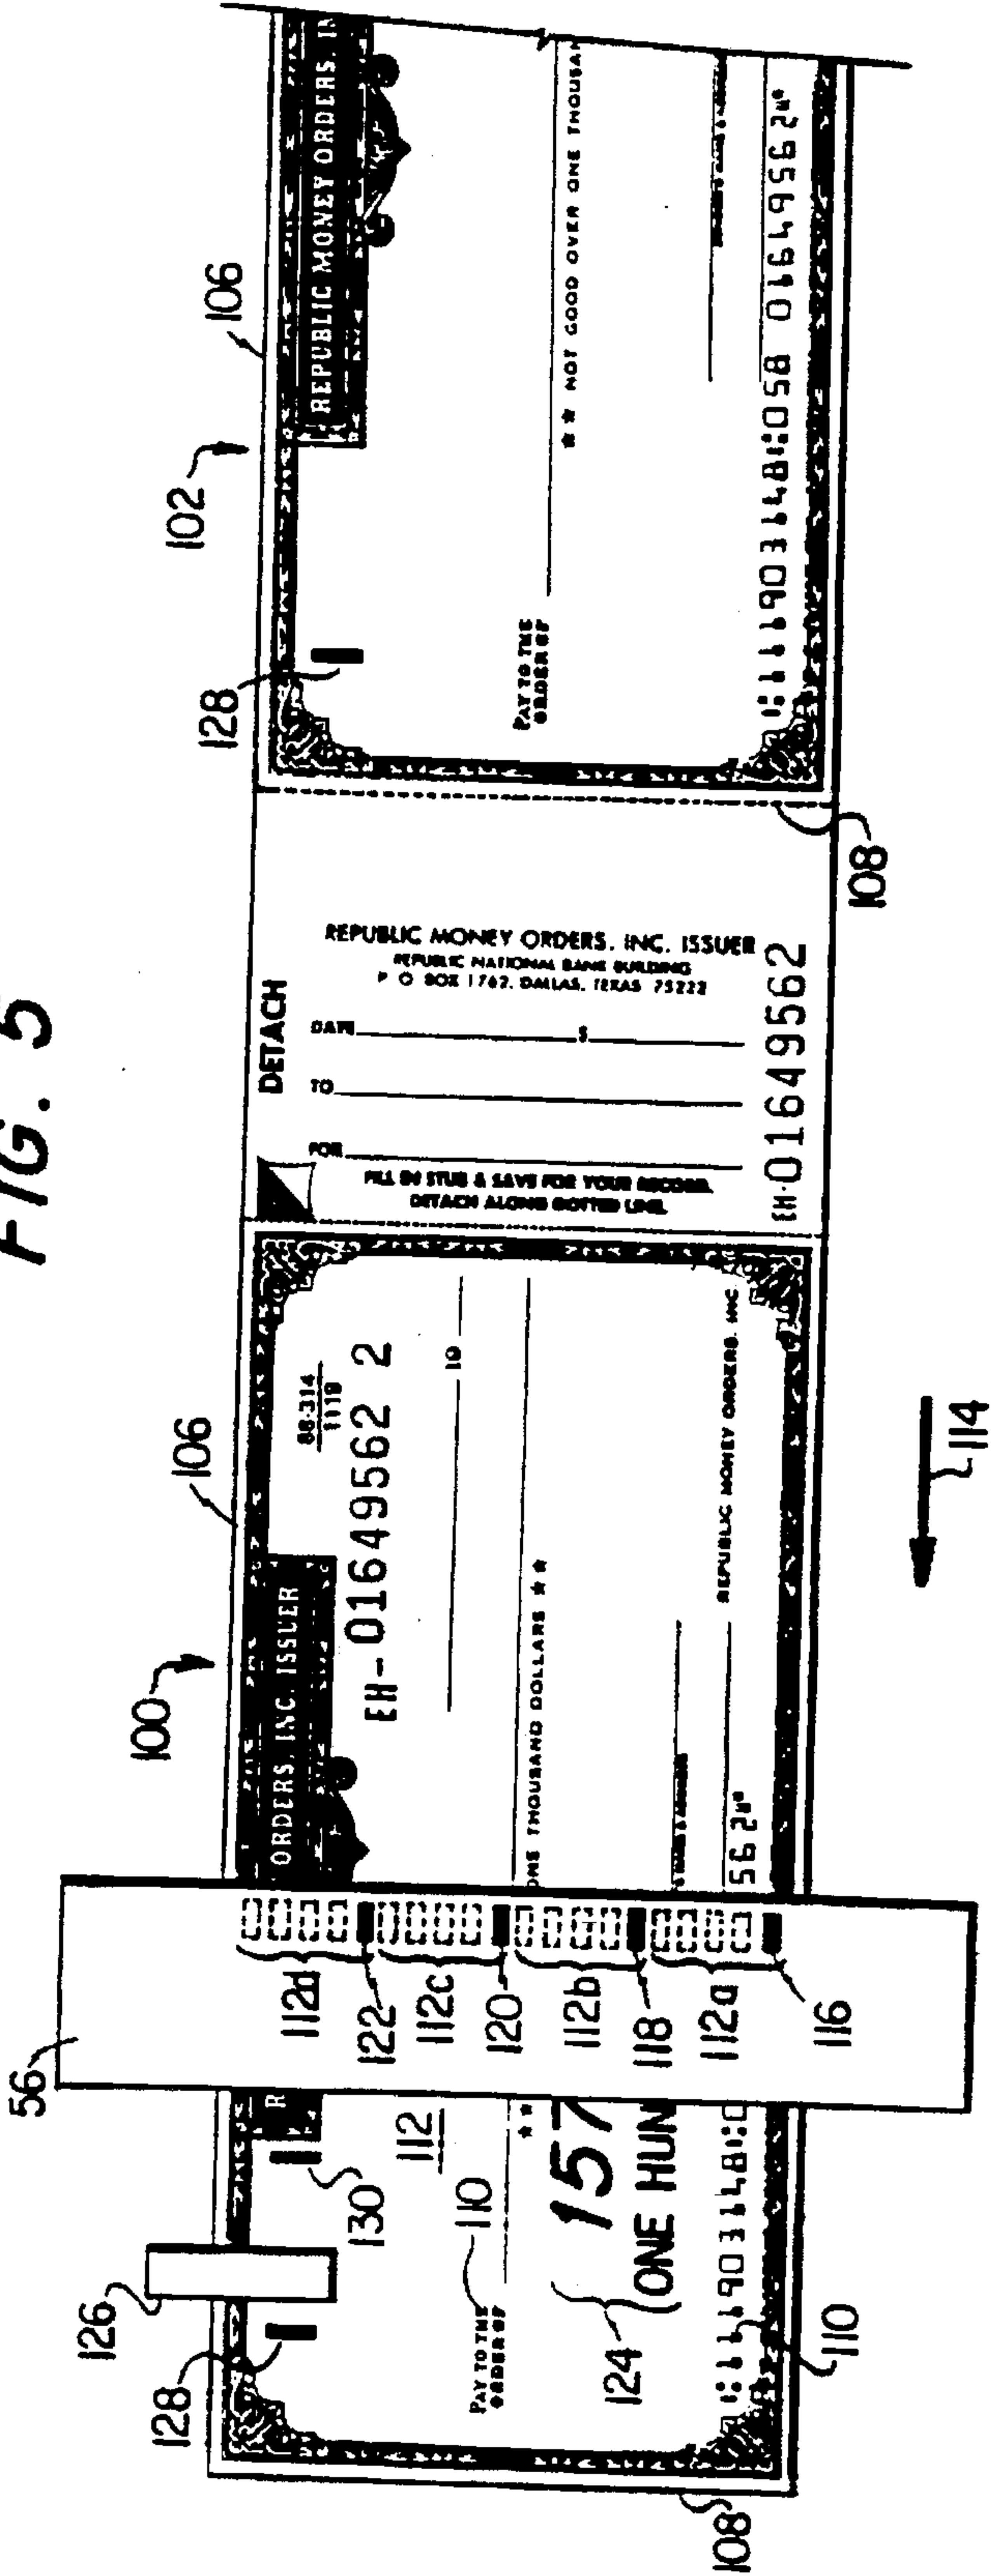 FIG. 5
56
126
128
130
112
110
124
110
108
112d
122
112c
120
112b
118
112a
116
100
106
114
102
106
128
108
R
PAY TO THE
ORDER OF
★★
157
(ONE HUN
⑆111903148⑆0
ORDERS, INC. ISSUER
88-314
1119
EH-01649562 2
19
ONE THOUSAND DOLLARS ★★
REPUBLIC MONEY ORDERS, INC.
56 2⑈
DETACH
REPUBLIC MONEY ORDERS, INC. ISSUER
REPUBLIC NATIONAL BANK BUILDING
P O BOX 1762, DALLAS, TEXAS 75222
DATE $
TO
FOR
FILL IN STUB & SAVE FOR YOUR RECORD.
DETACH ALONG DOTTED LINE.
EH-01649562
REPUBLIC MONEY ORDERS, IN
PAY TO THE
ORDER OF
★★ NOT GOOD OVER ONE THOUSAN
⑆111903148⑆058 01649562⑈